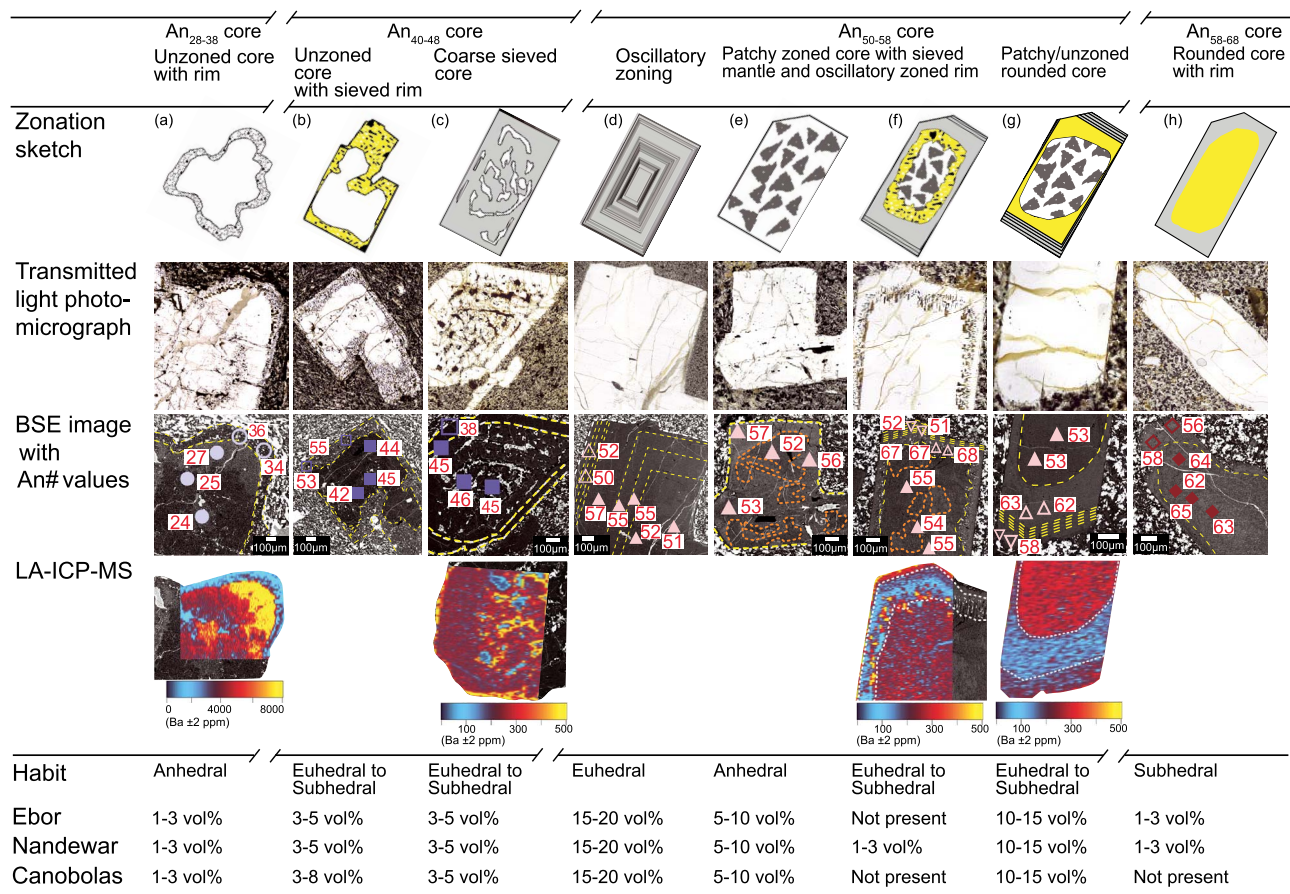 An28-38 core
An40-48 core
An50-58 core
An58-68 core
Unzoned core
with rim
Unzoned
core
with sieved rim
Coarse sieved
core
Oscillatory
zoning
Patchy zoned core with sieved
mantle and oscillatory zoned rim
Patchy/unzoned
rounded core
Rounded core
with rim
Zonation
sketch
(a)
(b)
(c)
(d)
(e)
(f)
(g)
(h)
Transmitted
light photo-
micrograph
BSE image
with
An# values
36
27
34
25
24
100µm
55
44
53
45
42
100µm
38
45
46
45
100µm
52
50
57
55
55
52
51
100µm
57
52
56
53
100µm
52
51
67
67
68
55
54
55
100µm
53
53
63
62
58
100µm
56
58
64
62
65
63
100µm
LA-ICP-MS
0 4000 8000
(Ba ±2 ppm)
100 300 500
(Ba ±2 ppm)
100 300 500
(Ba ±2 ppm)
100 300 500
(Ba ±2 ppm)
Habit
Anhedral
Euhedral to
Subhedral
Euhedral to
Subhedral
Euhedral
Anhedral
Euhedral to
Subhedral
Euhedral to
Subhedral
Subhedral
Ebor 1-3 vol% 3-5 vol% 3-5 vol% 15-20 vol% 5-10 vol% Not present 10-15 vol% 1-3 vol%
Nandewar 1-3 vol% 3-5 vol% 3-5 vol% 15-20 vol% 5-10 vol% 1-3 vol% 10-15 vol% 1-3 vol%
Canobolas 1-3 vol% 3-8 vol% 3-5 vol% 15-20 vol% 5-10 vol% Not present 10-15 vol% Not present